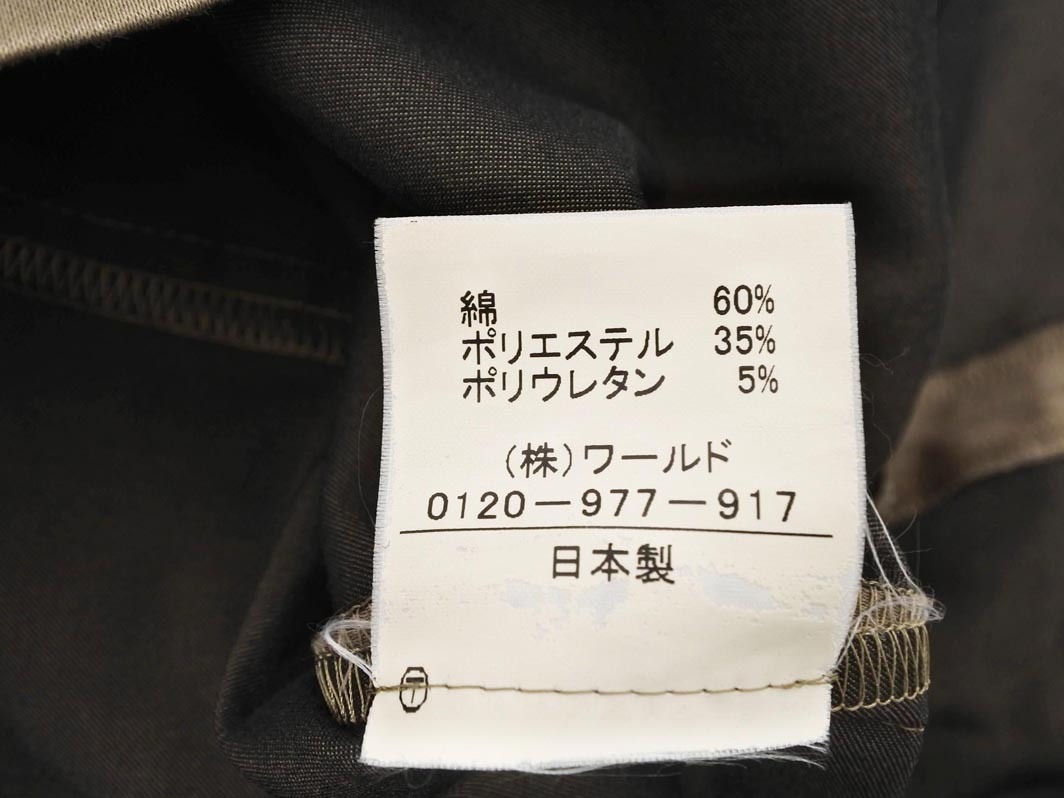 綿 60%
ポリエステル 35%
ポリウレタン 5%
(株)ワールド
0120-977-917
日本製